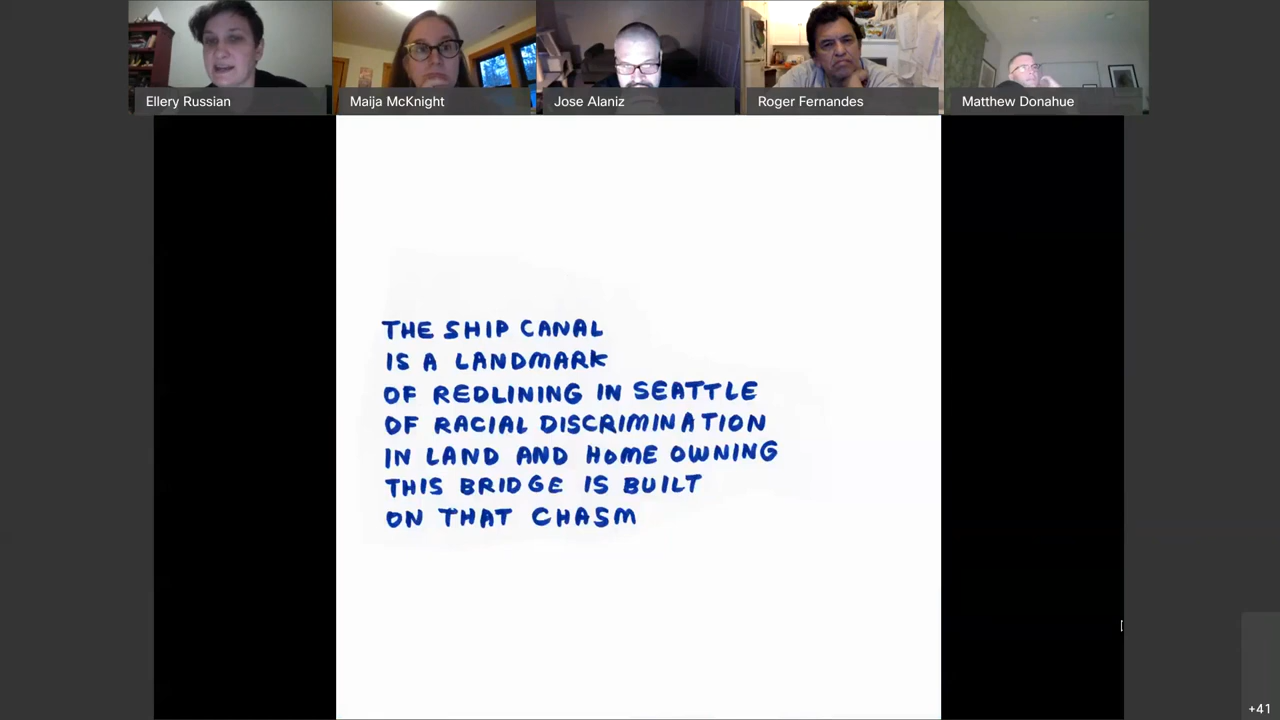 Ellery Russian
Maija McKnight
Jose Alaniz
Roger Fernandes
Matthew Donahue
THE SHIP CANAL
IS A LANDMARK
OF REDLINING IN SEATTLE
OF RACIAL DISCRIMINATION
IN LAND AND HOME OWNING
THIS BRIDGE IS BUILT
ON THAT CHASM
+41